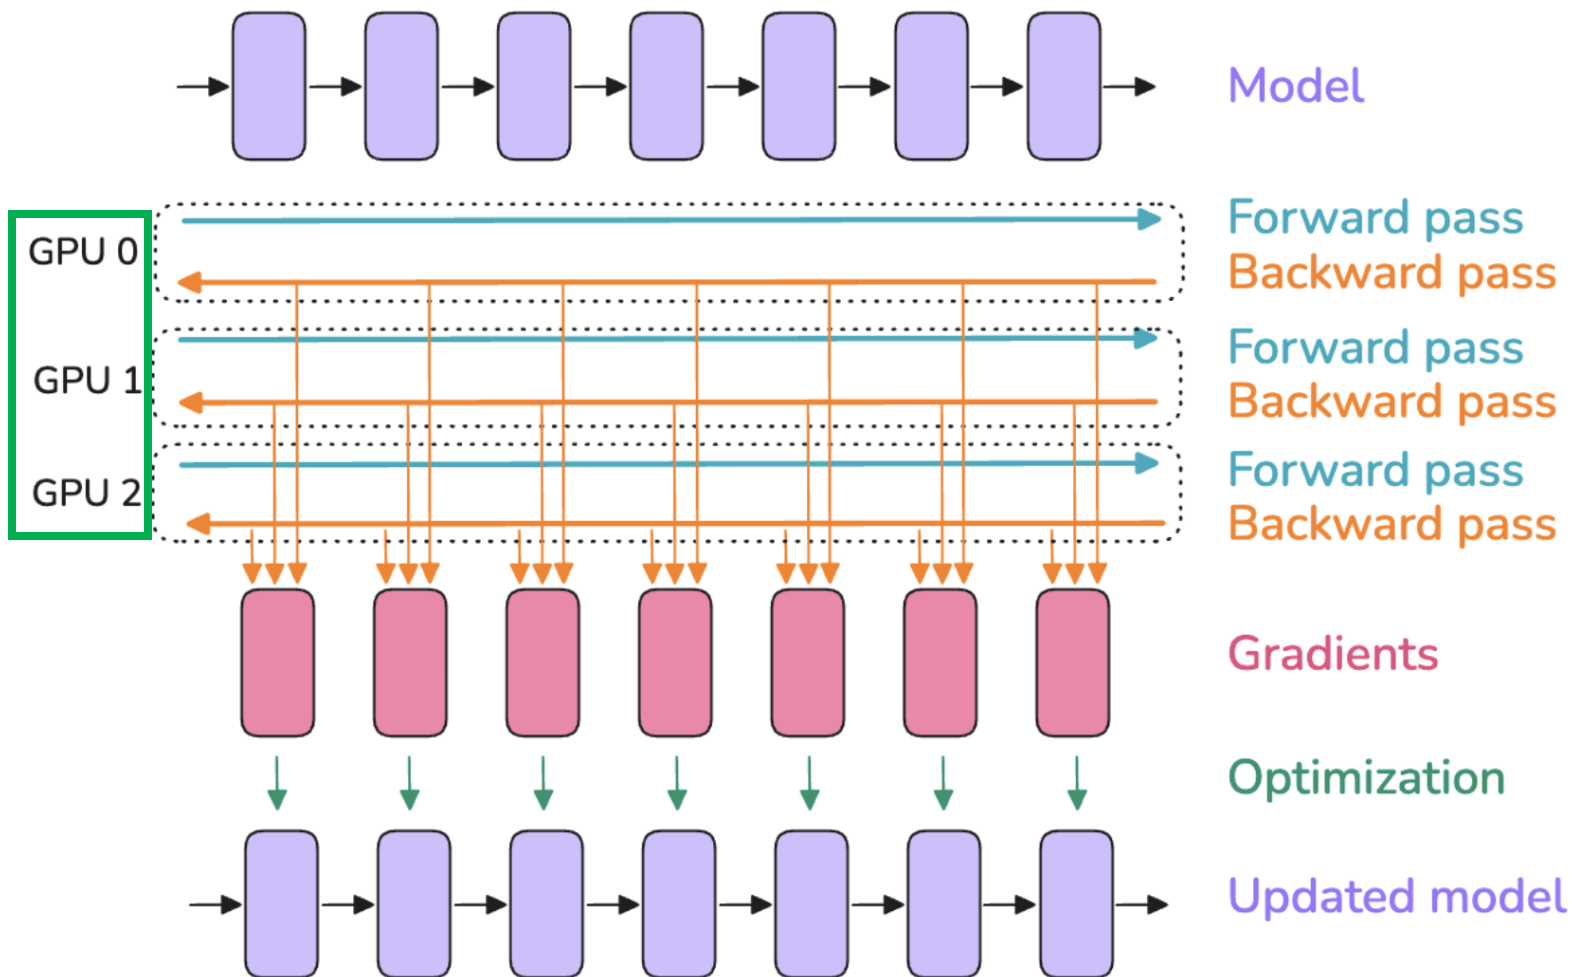 Model
GPU 0
Forward pass
Backward pass
GPU 1
Forward pass
Backward pass
GPU 2
Forward pass
Backward pass
Gradients
Optimization
Updated model